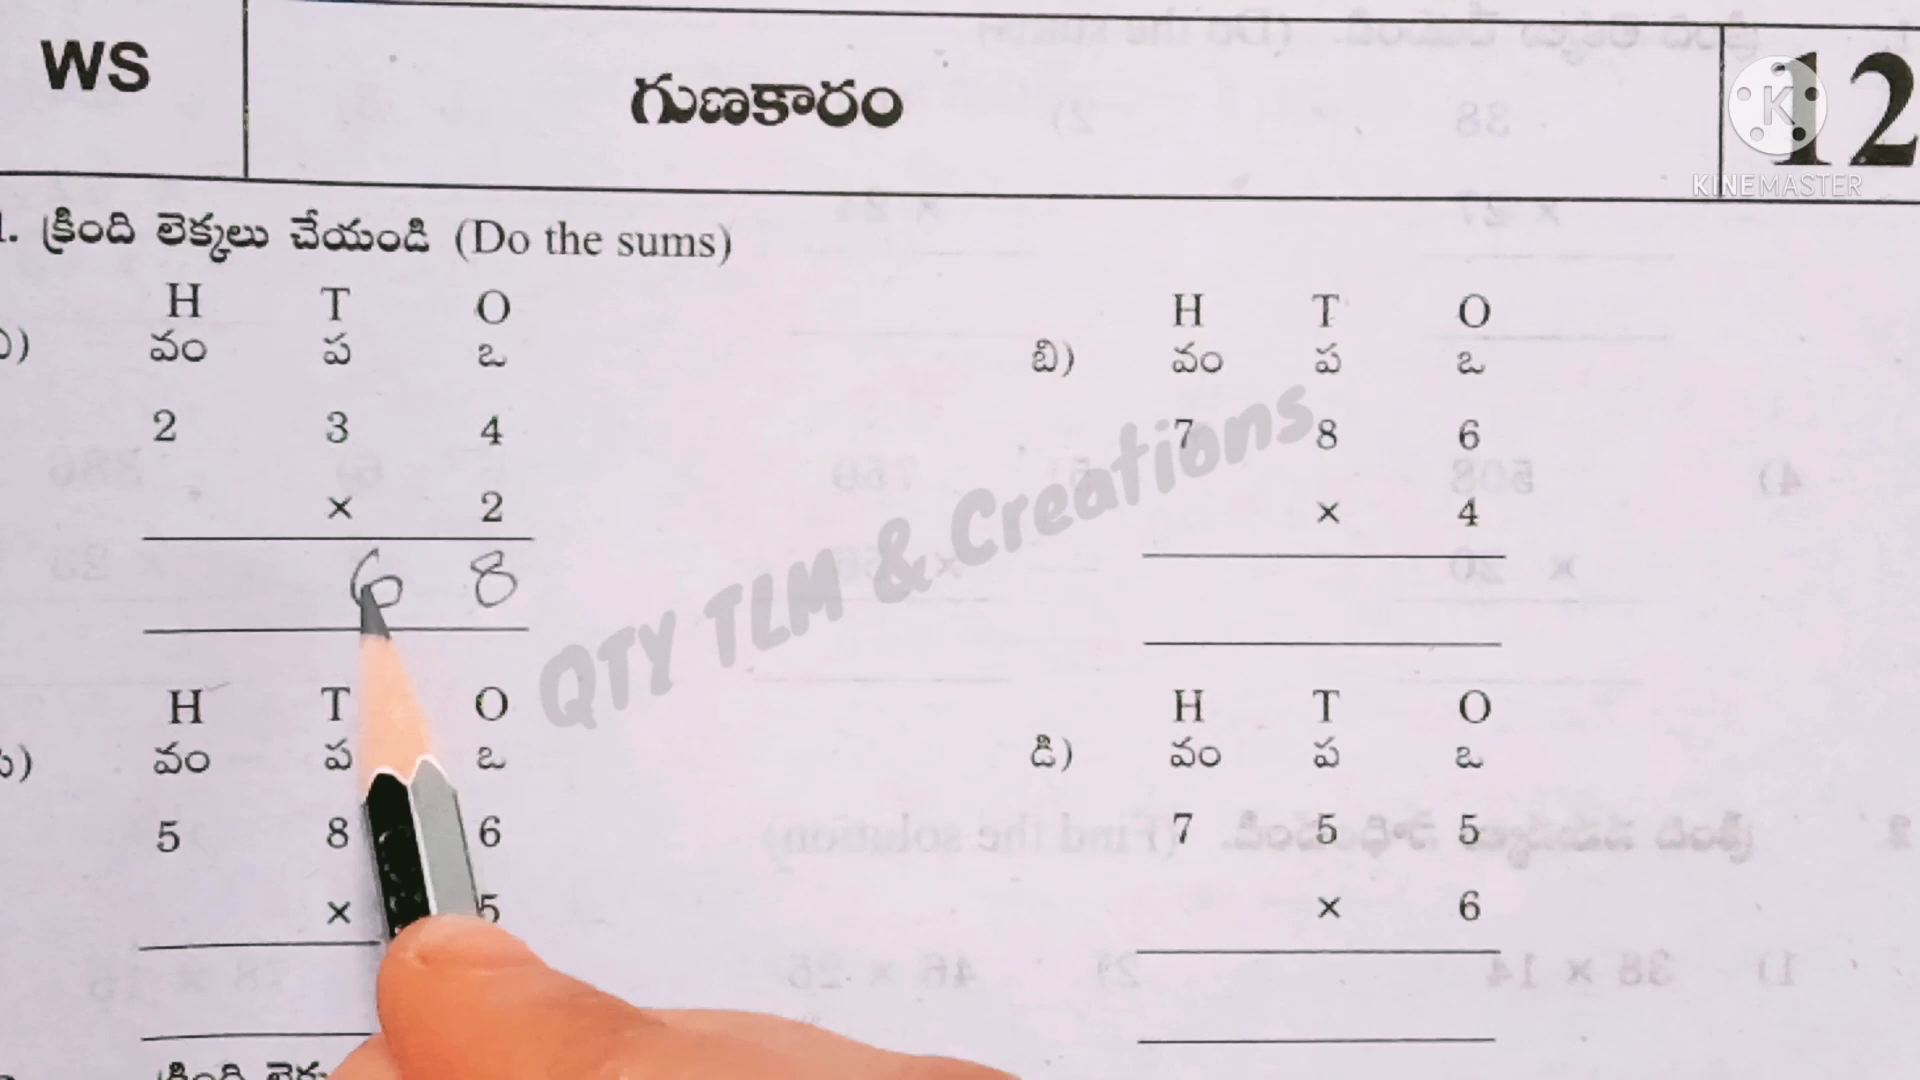 WS
గుణకారం
12
K
KINEMASTER
1. క్రింది లెక్కలు చేయండి (Do the sums)
H T O
వం ప ఒ
2 3 4
× 2
6 8
బి)
H T O
వం ప ఒ
7 8 6
× 4
H T O
వం ప ఒ
5 8 6
× 5
డి)
H T O
వం ప ఒ
7 5 5
× 6
QTY TLM & Creations
క్రింది